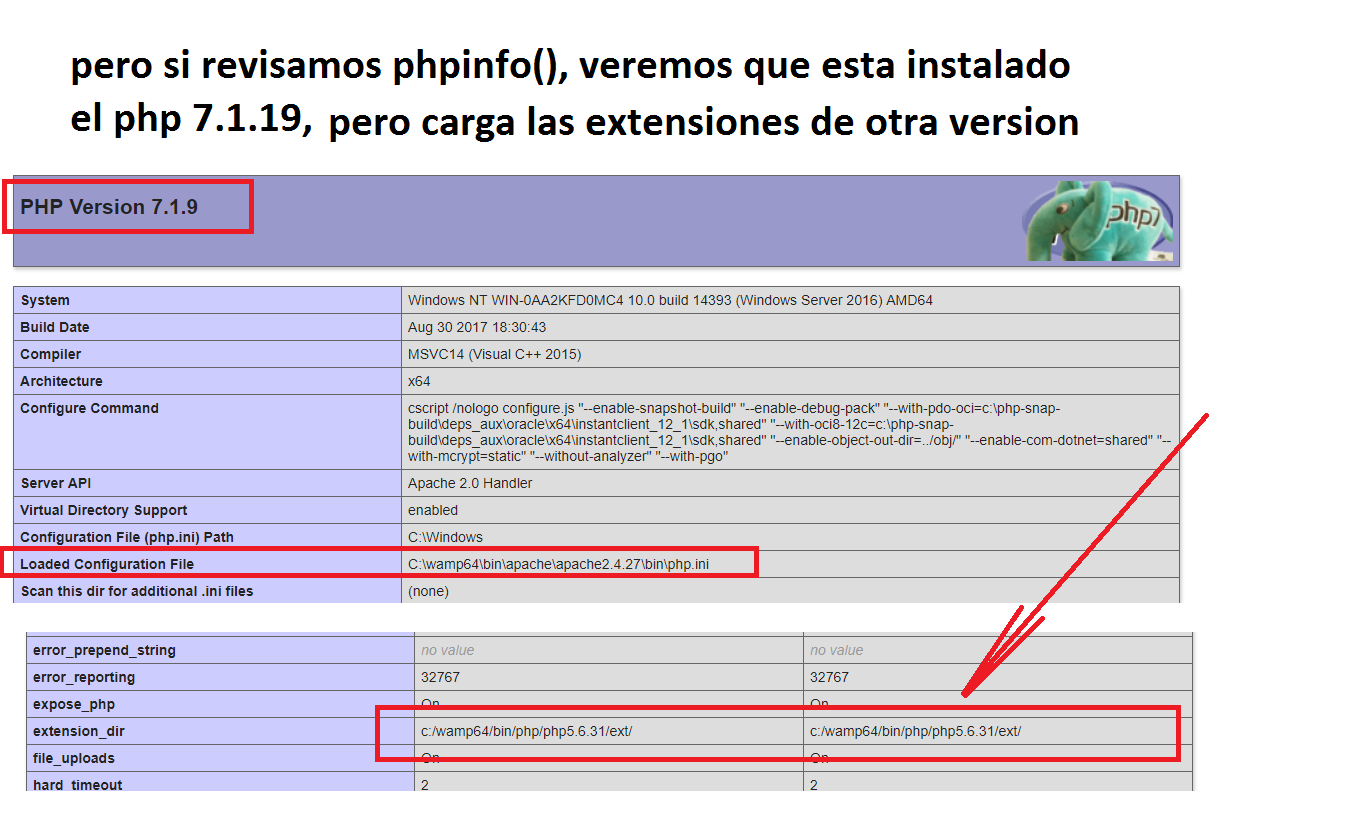 pero si revisamos phpinfo(), veremos que esta instalado
el php 7.1.19, pero carga las extensiones de otra version
PHP Version 7.1.9
php7
System Windows NT WIN-0AA2KFD0MC4 10.0 build 14393 (Windows Server 2016) AMD64
Build Date Aug 30 2017 18:30:43
Compiler MSVC14 (Visual C++ 2015)
Architecture x64
Configure Command cscript /nologo configure.js "--enable-snapshot-build" "--enable-debug-pack" "--with-pdo-oci=c:\php-snap-
build\deps_aux\oracle\x64\instantclient_12_1\sdk,shared" "--with-oci8-12c=c:\php-snap-
build\deps_aux\oracle\x64\instantclient_12_1\sdk,shared" "--enable-object-out-dir=../obj/" "--enable-com-dotnet=shared" "--
with-mcrypt=static" "--without-analyzer" "--with-pgo"
Server API Apache 2.0 Handler
Virtual Directory Support enabled
Configuration File (php.ini) Path C:\Windows
Loaded Configuration File C:\wamp64\bin\apache\apache2.4.27\bin\php.ini
Scan this dir for additional .ini files (none)
error_prepend_string no value no value
error_reporting 32767 32767
expose_php On On
extension_dir c:/wamp64/bin/php/php5.6.31/ext/ c:/wamp64/bin/php/php5.6.31/ext/
file_uploads On On
hard_timeout 2 2